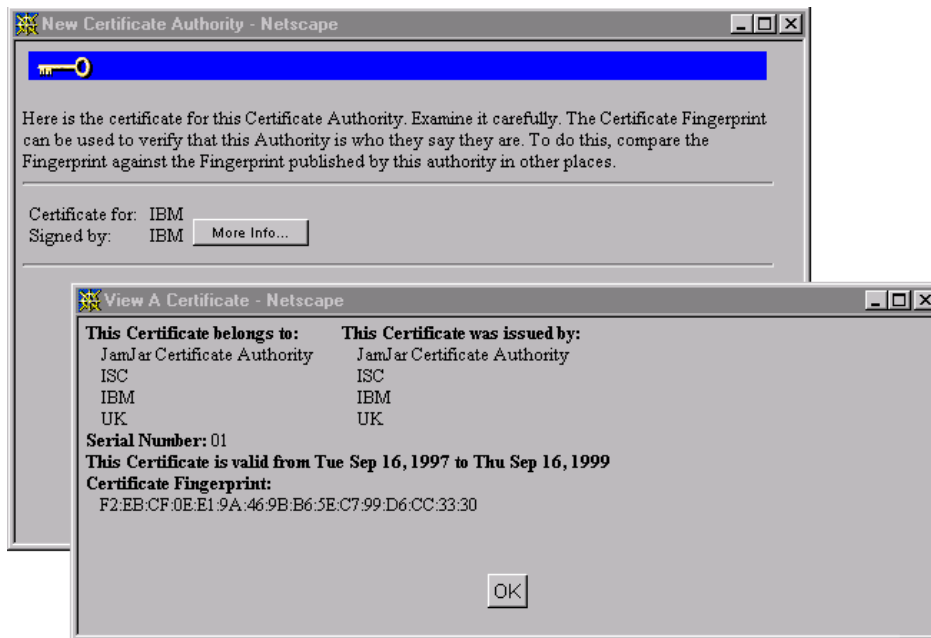 New Certificate Authority - Netscape
Here is the certificate for this Certificate Authority. Examine it carefully. The Certificate Fingerprint
can be used to verify that this Authority is who they say they are. To do this, compare the
Fingerprint against the Fingerprint published by this authority in other places.
Certificate for: IBM
Signed by: IBM More Info...
View A Certificate - Netscape
This Certificate belongs to: This Certificate was issued by:
JamJar Certificate Authority JamJar Certificate Authority
ISC ISC
IBM IBM
UK UK
Serial Number: 01
This Certificate is valid from Tue Sep 16, 1997 to Thu Sep 16, 1999
Certificate Fingerprint:
F2:EB:CF:0E:E1:9A:46:9B:B6:5E:C7:99:D6:CC:33:30
OK